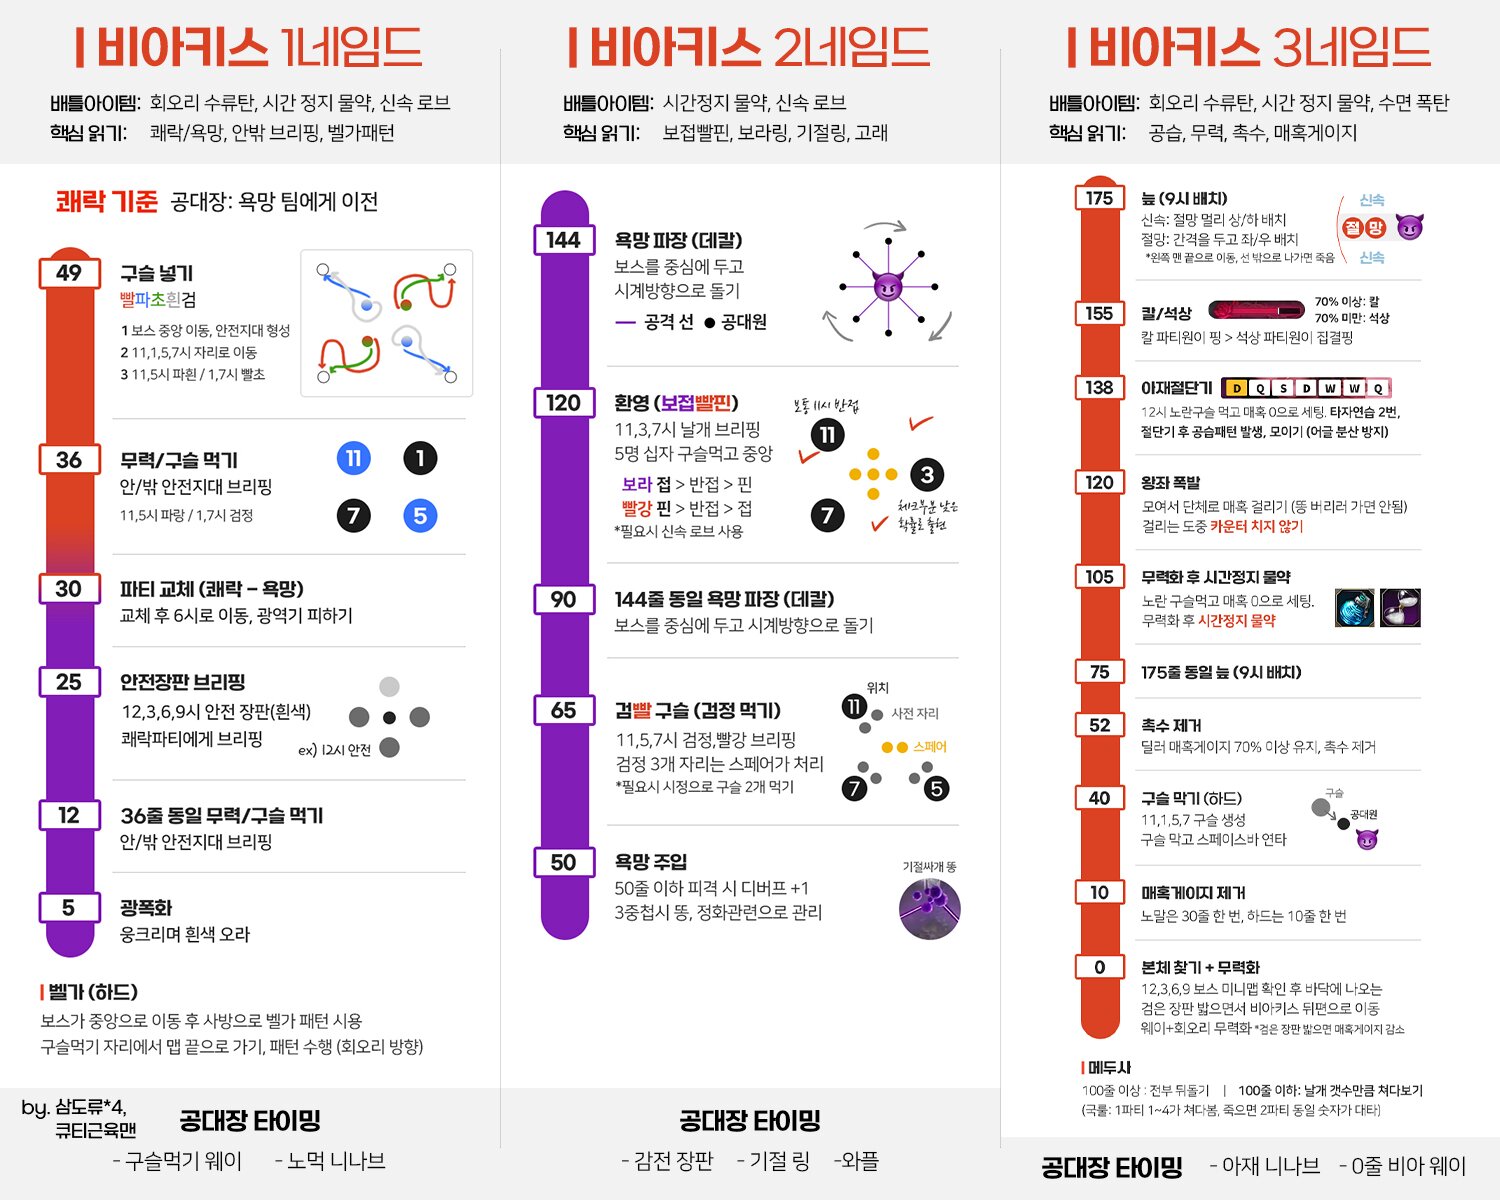 비아키스 1네임드
배틀아이템: 회오리 수류탄, 시간 정지 물약, 신속 로브
핵심 읽기: 쾌락/욕망, 안밖 브리핑, 벨가패턴
쾌락 기준 공대장: 욕망 팀에게 이전
49 구슬 넣기
빨파초흰검
1 보스 중앙 이동, 안전지대 형성
2 11,1,5,7시 자리로 이동
3 11,5시 파흰 / 1,7시 빨초
36 무력/구슬 먹기
안/밖 안전지대 브리핑
11,5시 파랑 / 1,7시 검정
11 1
7 5
30 파티 교체 (쾌락 – 욕망)
교체 후 6시로 이동, 광역기 피하기
25 안전장판 브리핑
12,3,6,9시 안전 장판(흰색)
쾌락파티에게 브리핑
ex) 12시 안전
12 36줄 동일 무력/구슬 먹기
안/밖 안전지대 브리핑
5 광폭화
웅크리며 흰색 오라
벨가 (하드)
보스가 중앙으로 이동 후 사방으로 벨가 패턴 시용
구슬먹기 자리에서 맵 끝으로 가기, 패턴 수행 (회오리 방향)
by. 삼도류*4,
큐티근육맨
공대장 타이밍
- 구슬먹기 웨이 - 노먹 니나브
비아키스 2네임드
배틀아이템: 시간정지 물약, 신속 로브
핵심 읽기: 보접빨핀, 보라링, 기절링, 고래
144 욕망 파장 (데칼)
보스를 중심에 두고
시계방향으로 돌기
공격 선 ● 공대원
120 환영 (보접빨핀)
11,3,7시 날개 브리핑
5명 십자 구슬먹고 중앙
보라 접 > 반접 > 핀
빨강 핀 > 반접 > 접
*필요시 신속 로브 사용
보통 11시 반접
11
3
7
체크부분 낮은
확률로 출현
90 144줄 동일 욕망 파장 (데칼)
보스를 중심에 두고 시계방향으로 돌기
65 검빨 구슬 (검정 먹기)
11,5,7시 검정,빨강 브리핑
검정 3개 자리는 스페어가 처리
*필요시 시정으로 구슬 2개 먹기
위치
11 사전 자리
스페어
7 5
50 욕망 주입
50줄 이하 피격 시 디버프 +1
3중첩시 똥, 정화관련으로 관리
기절싸개 똥
공대장 타이밍
- 감전 장판 - 기절 링 -와플
비아키스 3네임드
배틀아이템: 회오리 수류탄, 시간 정지 물약, 수면 폭탄
핵심 읽기: 공습, 무력, 촉수, 매혹게이지
175 늪 (9시 배치)
신속: 절망 멀리 상/하 배치
절망: 간격을 두고 좌/우 배치
*왼쪽 맨 끝으로 이동, 선 밖으로 나가면 죽음
신속
절 망
신속
155 칼/석상
70% 이상: 칼
70% 미만: 석상
칼 파티원이 핑 > 석상 파티원이 집결핑
138 아재절단기 D Q S D W W Q
12시 노란구슬 먹고 매혹 0으로 세팅. 타자연습 2번,
절단기 후 공습패턴 발생, 모이기 (어글 분산 방지)
120 왕좌 폭발
모여서 단체로 매혹 걸리기 (똥 버리러 가면 안됨)
걸리는 도중 카운터 치지 않기
105 무력화 후 시간정지 물약
노란 구슬먹고 매혹 0으로 세팅.
무력화 후 시간정지 물약
75 175줄 동일 늪 (9시 배치)
52 촉수 제거
딜러 매혹게이지 70% 이상 유지, 촉수 제거
40 구슬 막기 (하드)
11,1,5,7 구슬 생성
구슬 막고 스페이스바 연타
구슬
공대원
10 매혹게이지 제거
노말은 30줄 한 번, 하드는 10줄 한 번
0 본체 찾기 + 무력화
12,3,6,9 보스 미니맵 확인 후 바닥에 나오는
검은 장판 밟으면서 비아키스 뒤편으로 이동
웨이+회오리 무력화 *검은 장판 밟으면 매혹게이지 감소
메두사
100줄 이상 : 전부 뒤돌기 | 100줄 이하: 날개 갯수만큼 쳐다보기
(국룰: 1파티 1~4가 쳐다봄, 죽으면 2파티 동일 숫자가 대타)
공대장 타이밍 - 아재 니나브 - 0줄 비아 웨이